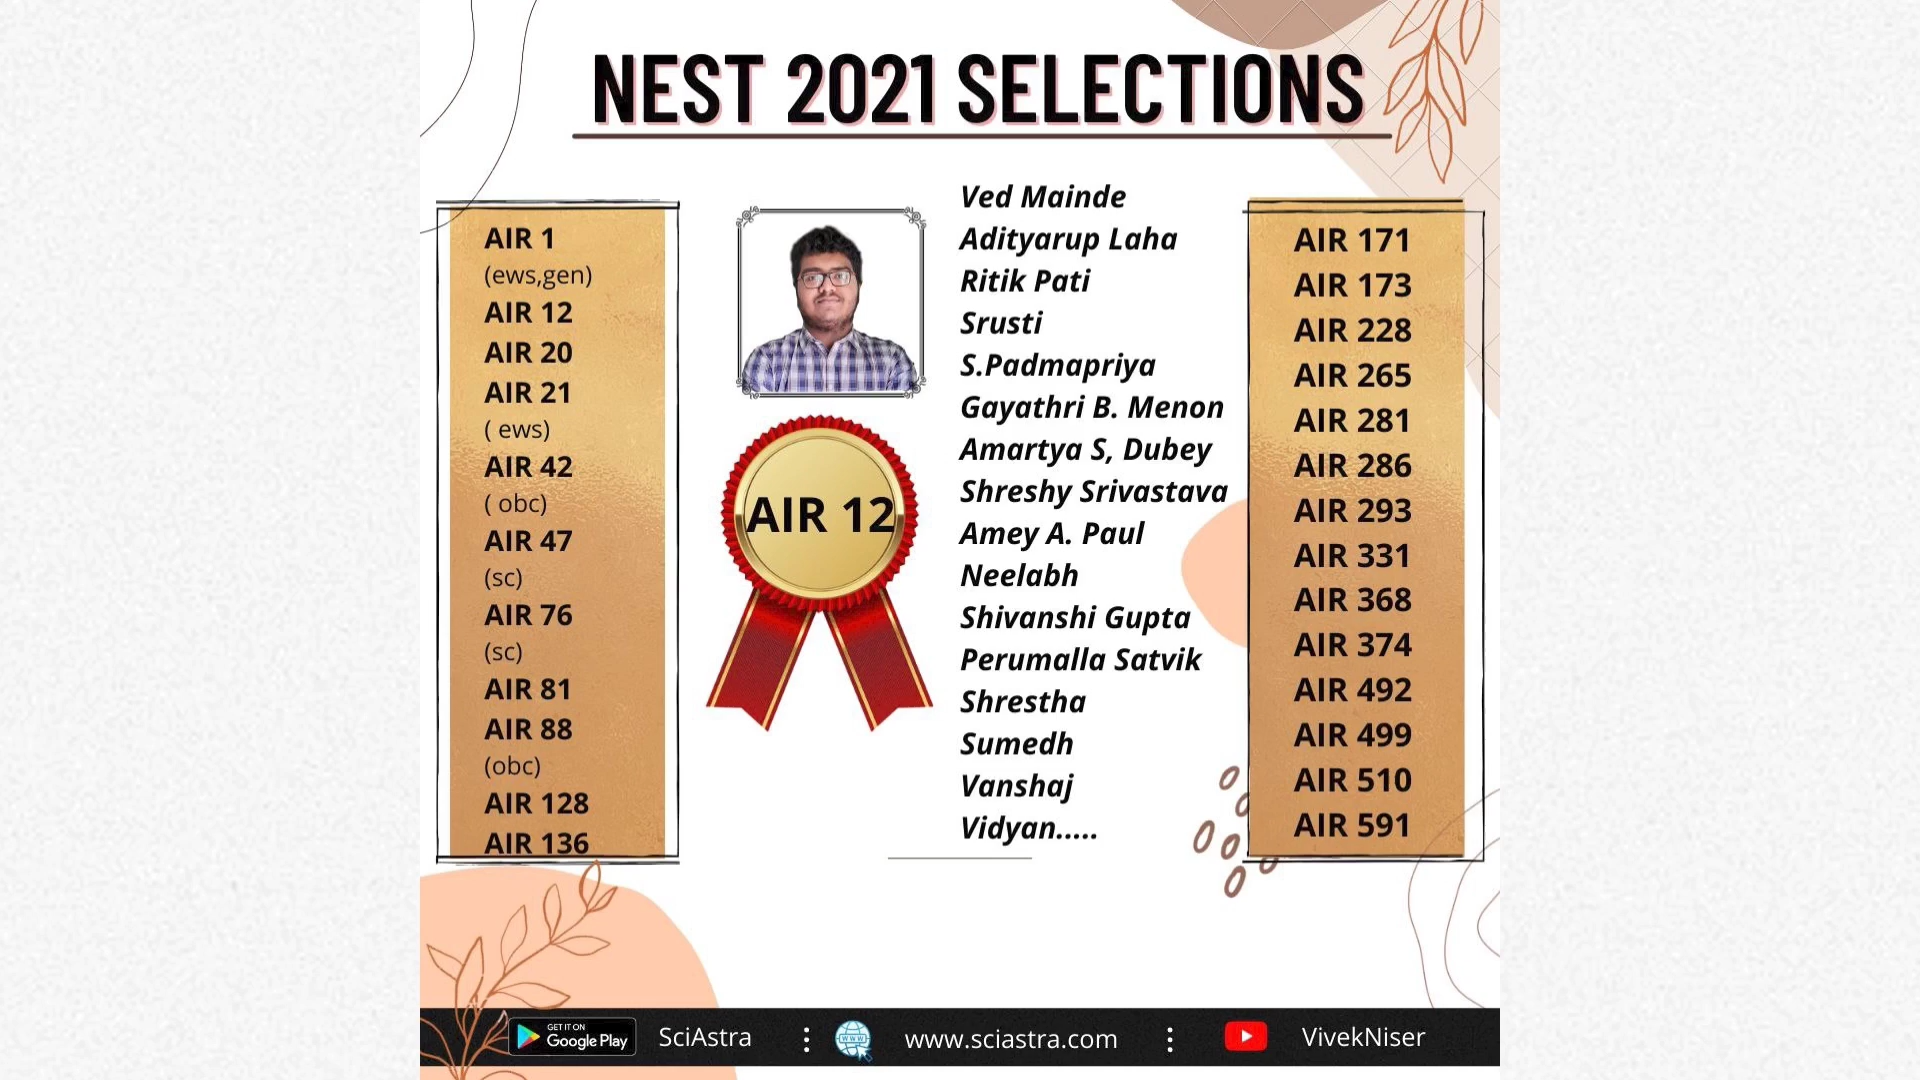 NEST 2021 SELECTIONS
AIR 1
(ews,gen)
AIR 12
AIR 20
AIR 21
( ews)
AIR 42
( obc)
AIR 47
(sc)
AIR 76
(sc)
AIR 81
AIR 88
(obc)
AIR 128
AIR 136
AIR 12
Ved Mainde
Adityarup Laha
Ritik Pati
Srusti
S.Padmapriya
Gayathri B. Menon
Amartya S, Dubey
Shreshy Srivastava
Amey A. Paul
Neelabh
Shivanshi Gupta
Perumalla Satvik
Shrestha
Sumedh
Vanshaj
Vidyan.....
AIR 171
AIR 173
AIR 228
AIR 265
AIR 281
AIR 286
AIR 293
AIR 331
AIR 368
AIR 374
AIR 492
AIR 499
AIR 510
AIR 591
GET IT ON
Google Play
SciAstra
WWW
www.sciastra.com
VivekNiser